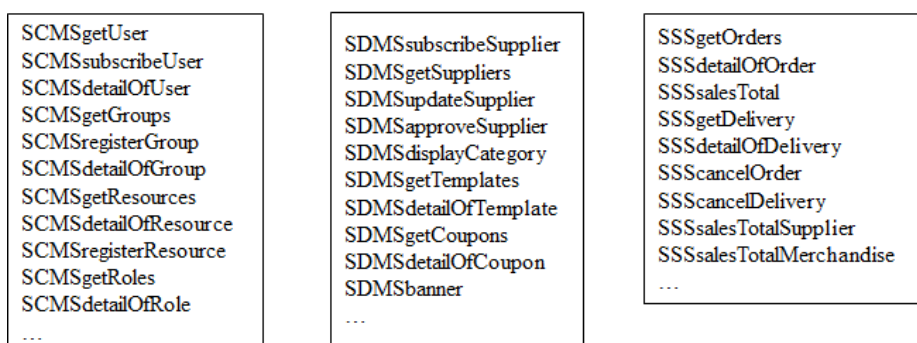 SCMSgetUser
SCMSsubscribeUser
SCMSdetailOfUser
SCMSgetGroups
SCMSregisterGroup
SCMSdetailOfGroup
SCMSgetResources
SCMSdetailOfResource
SCMSregisterResource
SCMSgetRoles
SCMSdetailOfRole
…
SDMSsubscribeSupplier
SDMSgetSuppliers
SDMSupdateSupplier
SDMSapproveSupplier
SDMSdisplayCategory
SDMSgetTemplates
SDMSdetailOfTemplate
SDMSgetCoupons
SDMSdetailOfCoupon
SDMSbanner
…
SSSgetOrders
SSSdetailOfOrder
SSSsalesTotal
SSSgetDelivery
SSSdetailOfDelivery
SSScancelOrder
SSScancelDelivery
SSSsalesTotalSupplier
SSSsalesTotalMerchandise
…